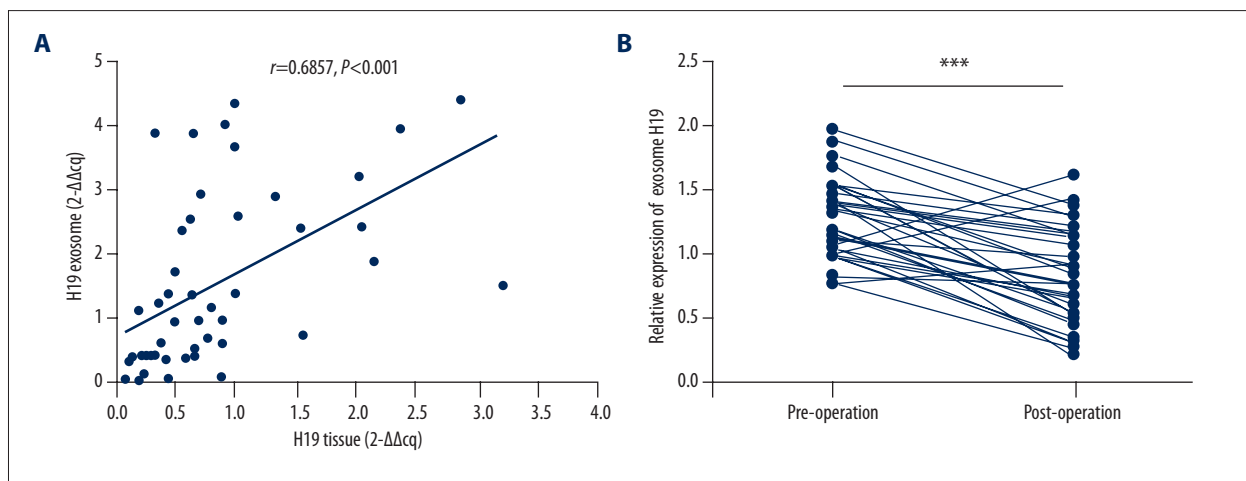 A
r=0.6857, P<0.001
H19 exosome (2-ΔΔcq)
5
4
3
2
1
0
0.0 0.5 1.0 1.5 2.0 2.5 3.0 3.5 4.0
H19 tissue (2-ΔΔcq)
B
***
Relative expression of exosome H19
2.5
2.0
1.5
1.0
0.5
0.0
Pre-operation Post-operation